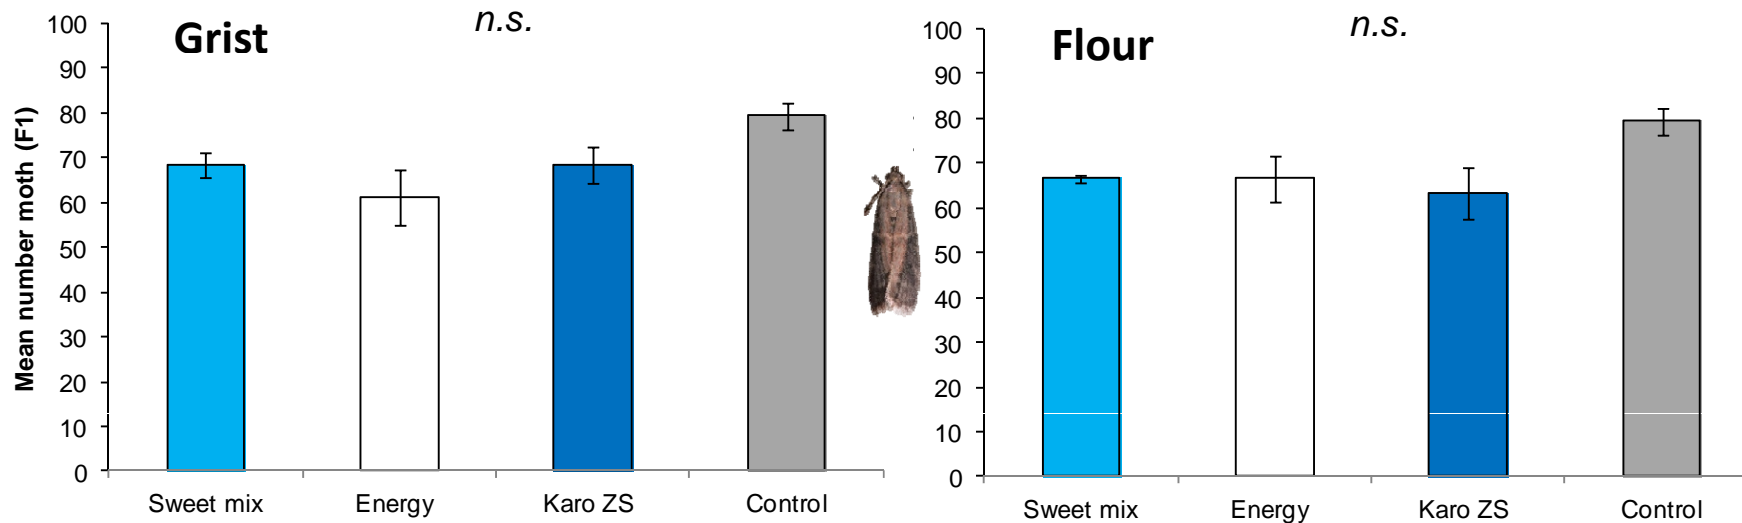 Grist
n.s.
Mean number moth (F1)
100
90
80
70
60
50
40
30
20
10
0
Sweet mix
Energy
Karo ZS
Control
Flour
n.s.
100
90
80
70
60
50
40
30
20
10
0
Sweet mix
Energy
Karo ZS
Control